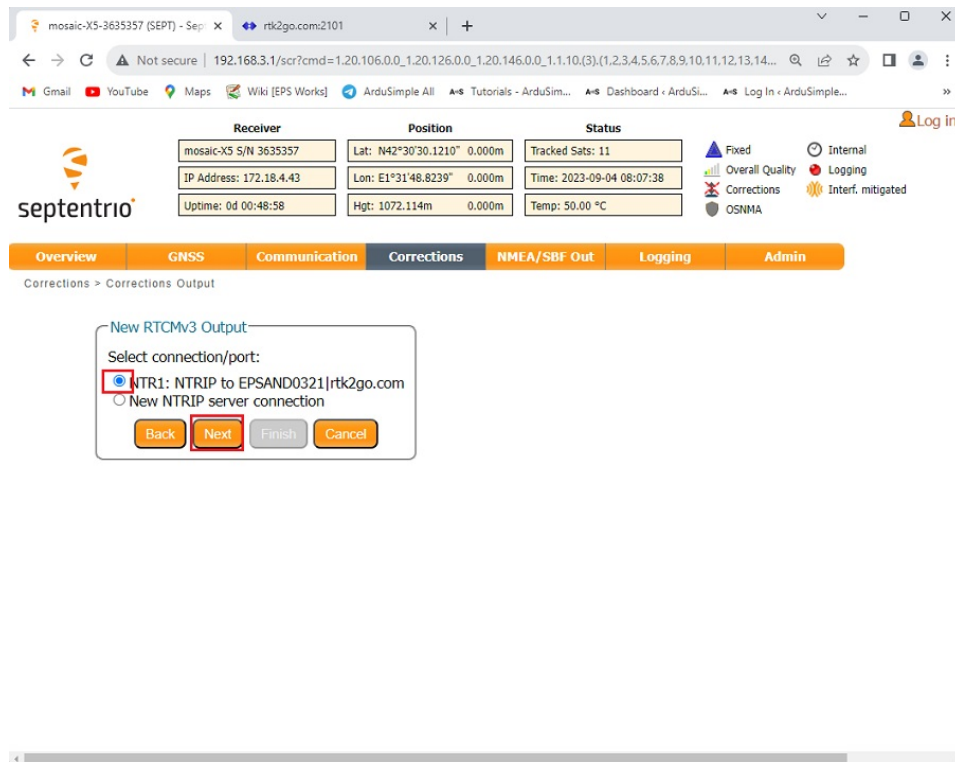 mosaic-X5-3635357 (SEPT) - Sep
rtk2go.com:2101
Not secure | 192.168.3.1/scr?cmd=1.20.106.0.0_1.20.126.0.0_1.20.146.0.0_1.1.10.(3).(1,2,3,4,5,6,7,8,9,10,11,12,13,14...
Gmail YouTube Maps Wiki [EPS Works] ArduSimple All A+S Tutorials - ArduSim... A+S Dashboard ‹ ArduSi... A+S Log In ‹ ArduSimple... »
Log in
Receiver Position Status
mosaic-X5 S/N 3635357 Lat: N42°30'30.1210" 0.000m Tracked Sats: 11 Fixed Internal
IP Address: 172.18.4.43 Lon: E1°31'48.8239" 0.000m Time: 2023-09-04 08:07:38 Overall Quality Logging
Corrections Interf. mitigated
septentrio Uptime: 0d 00:48:58 Hgt: 1072.114m 0.000m Temp: 50.00 °C OSNMA
Overview GNSS Communication Corrections NMEA/SBF Out Logging Admin
Corrections > Corrections Output
New RTCMv3 Output
Select connection/port:
NTR1: NTRIP to EPSAND0321|rtk2go.com
New NTRIP server connection
Back Next Finish Cancel